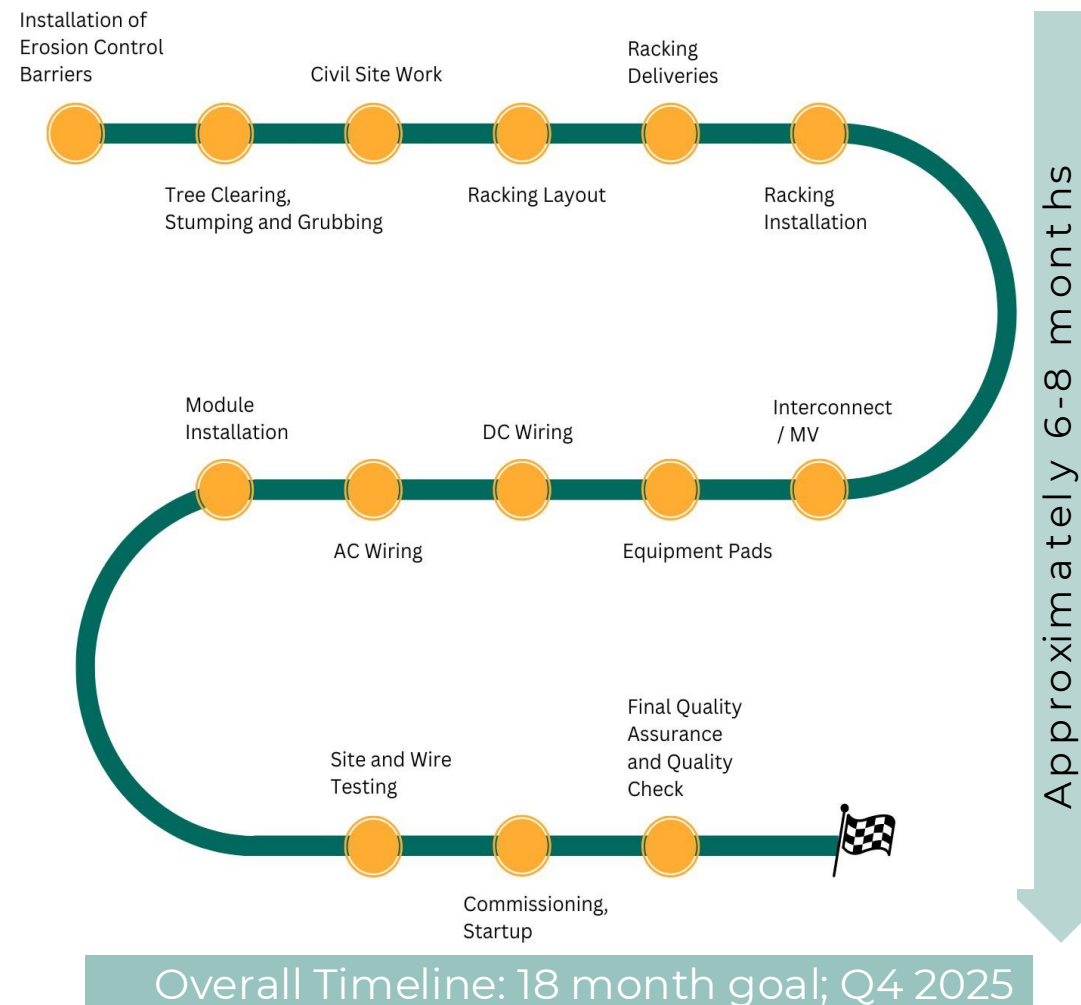 Installation of
Erosion Control
Barriers
Tree Clearing,
Stumping and Grubbing
Civil Site Work
Racking Layout
Racking
Deliveries
Racking
Installation
Interconnect
/ MV
Equipment Pads
DC Wiring
AC Wiring
Module
Installation
Site and Wire
Testing
Commissioning,
Startup
Final Quality
Assurance
and Quality
Check
Approximately 6-8 months
Overall Timeline: 18 month goal; Q4 2025